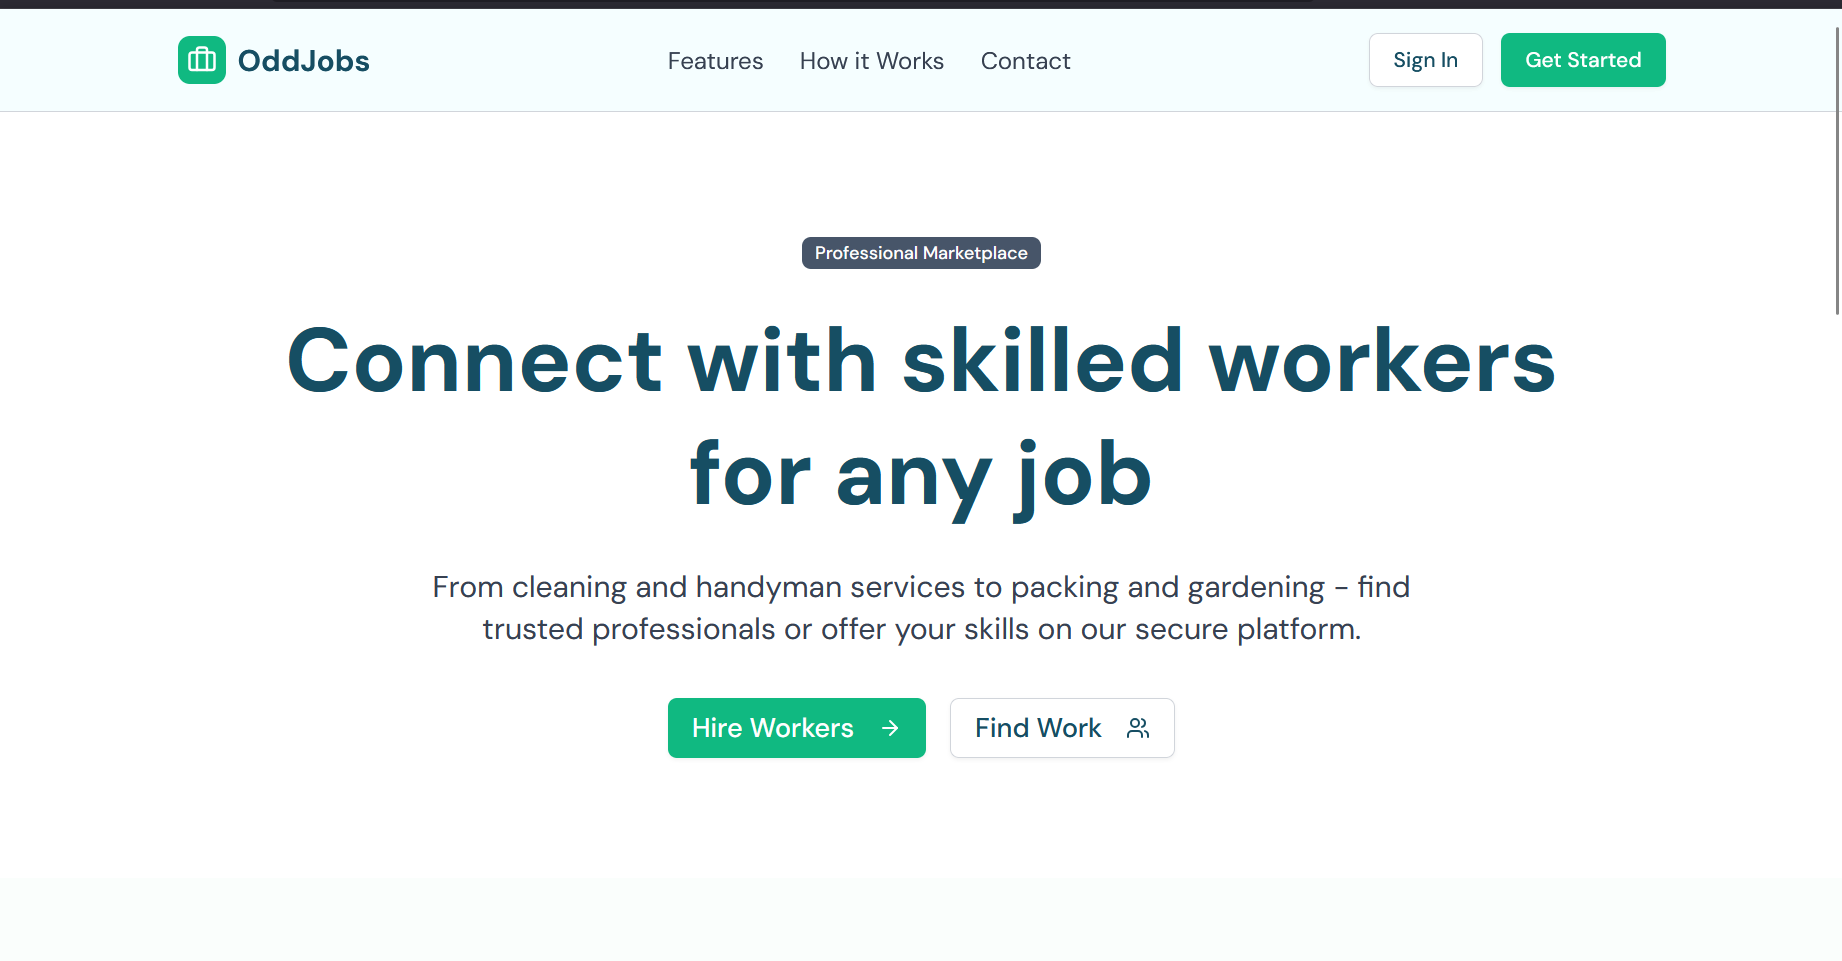 OddJobs
Features
How it Works
Contact
Sign In
Get Started
Professional Marketplace
Connect with skilled workers
for any job
From cleaning and handyman services to packing and gardening - find
trusted professionals or offer your skills on our secure platform.
Hire Workers
Find Work